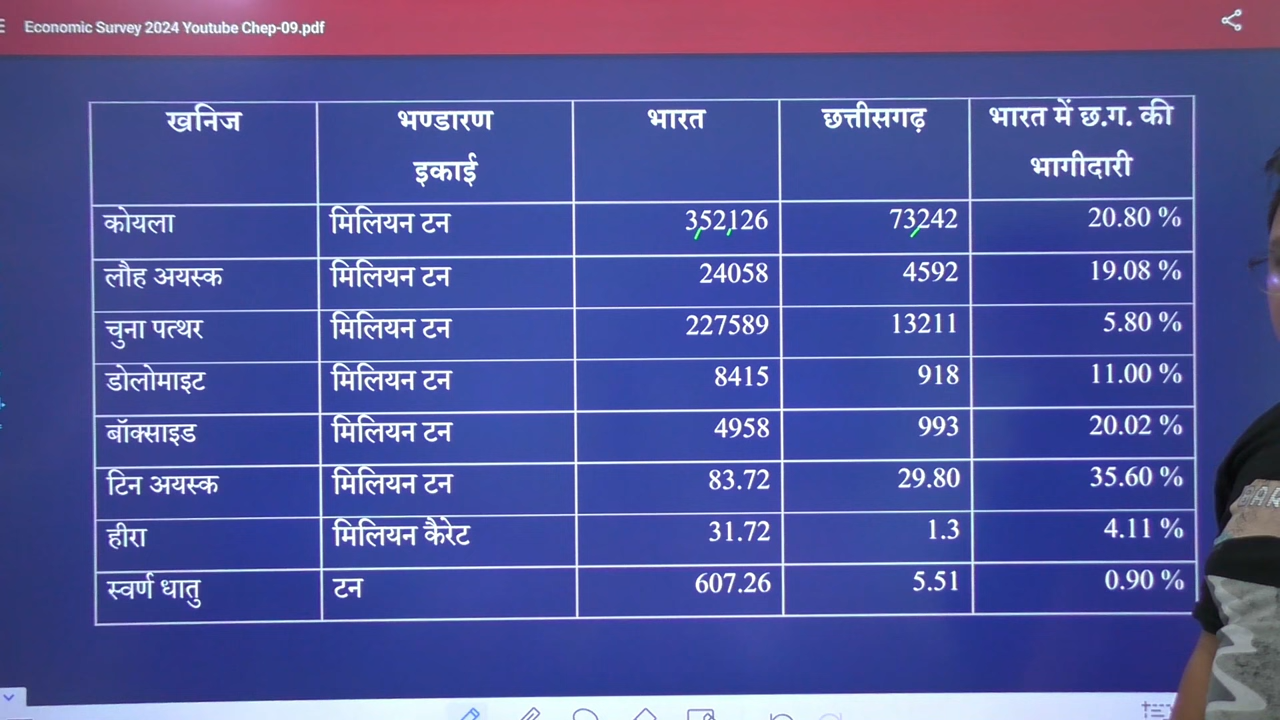 Economic Survey 2024 Youtube Chep-09.pdf
खनिज भण्डारण इकाई भारत छत्तीसगढ़ भारत में छ.ग. की भागीदारी
कोयला मिलियन टन 352126 73242 20.80 %
लौह अयस्क मिलियन टन 24058 4592 19.08 %
चुना पत्थर मिलियन टन 227589 13211 5.80 %
डोलोमाइट मिलियन टन 8415 918 11.00 %
बॉक्साइड मिलियन टन 4958 993 20.02 %
टिन अयस्क मिलियन टन 83.72 29.80 35.60 %
हीरा मिलियन कैरेट 31.72 1.3 4.11 %
स्वर्ण धातु टन 607.26 5.51 0.90 %